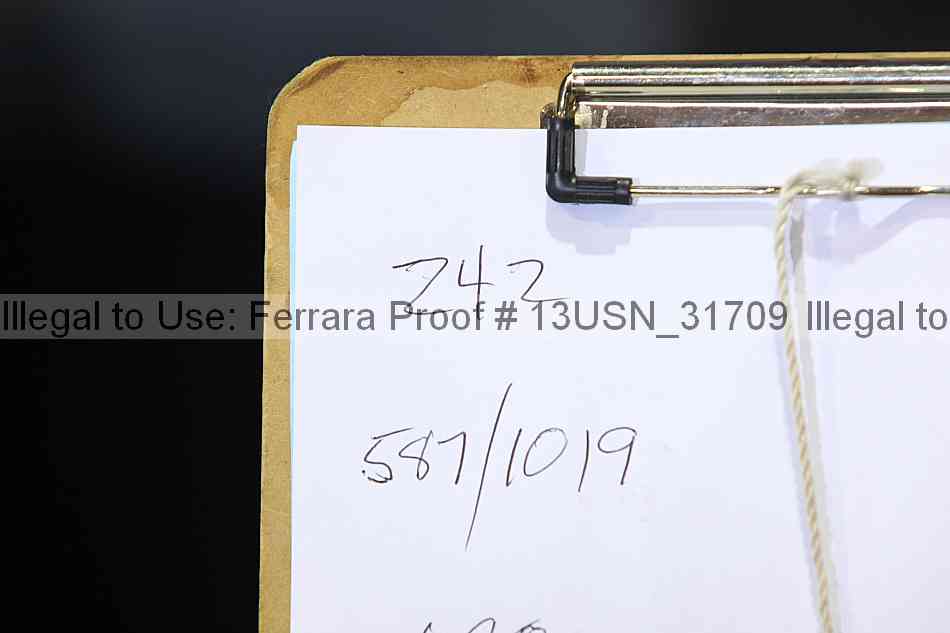 242
Illegal to Use: Ferrara Proof # 13USN_31709 Illegal to
587/1019